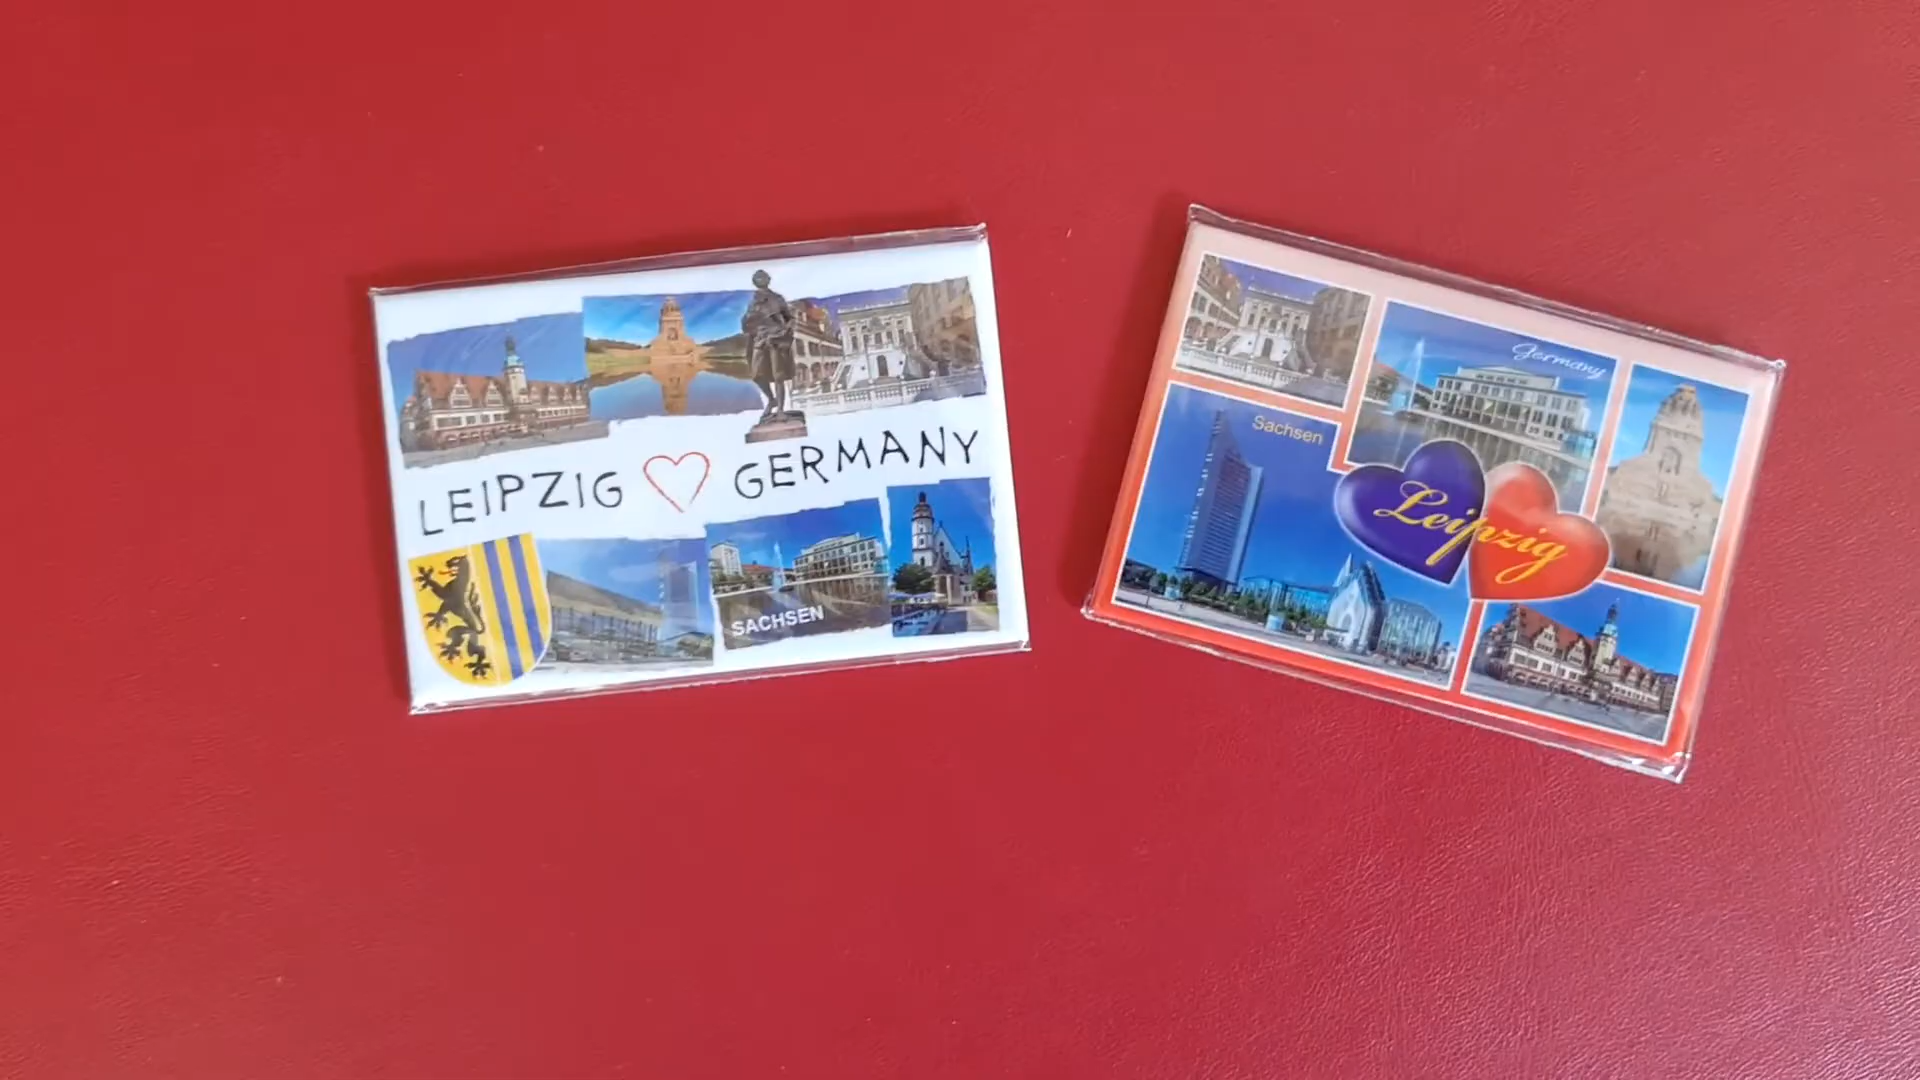 LEIPZIG GERMANY
SACHSEN
Germany
Sachsen
Leipzig